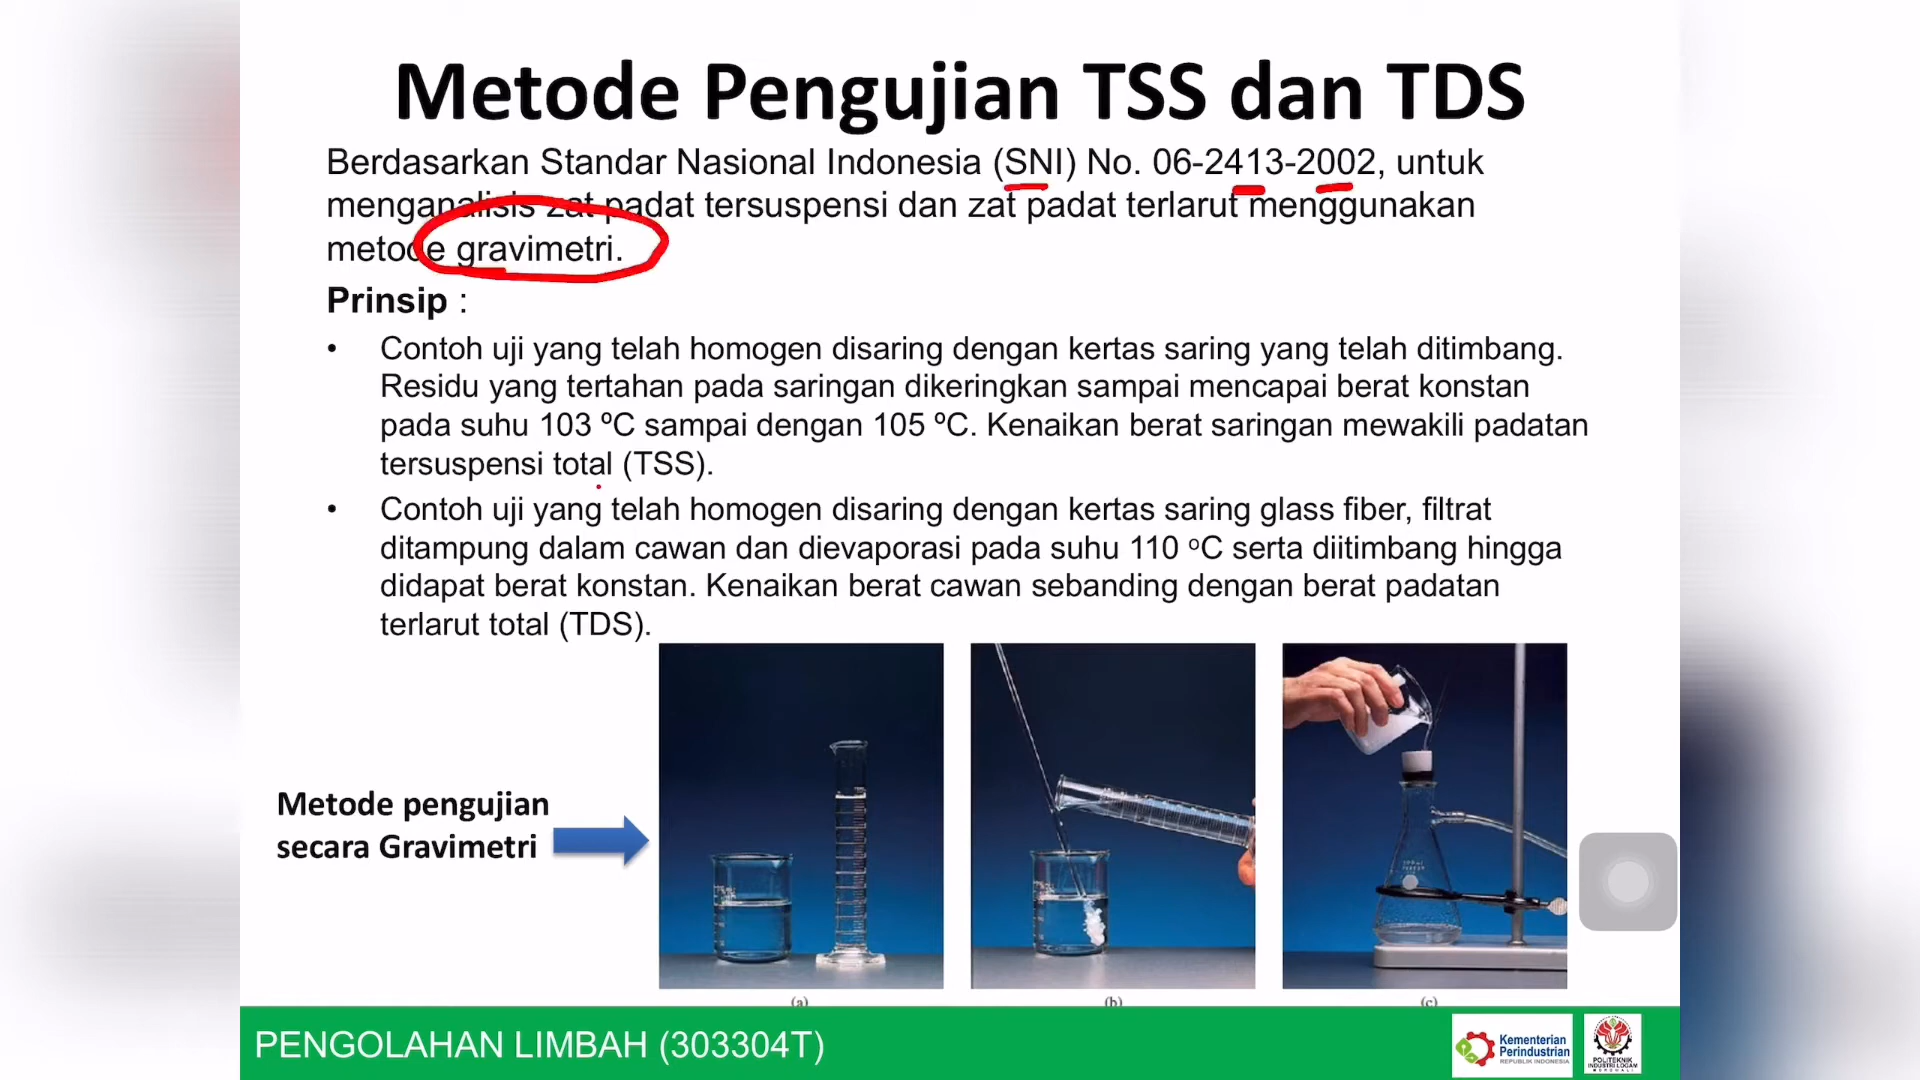 Metode Pengujian TSS dan TDS
Berdasarkan Standar Nasional Indonesia (SNI) No. 06-2413-2002, untuk
menganalisis zat padat tersuspensi dan zat padat terlarut menggunakan
metode gravimetri.
Prinsip :
• Contoh uji yang telah homogen disaring dengan kertas saring yang telah ditimbang.
Residu yang tertahan pada saringan dikeringkan sampai mencapai berat konstan
pada suhu 103 ºC sampai dengan 105 ºC. Kenaikan berat saringan mewakili padatan
tersuspensi total (TSS).
• Contoh uji yang telah homogen disaring dengan kertas saring glass fiber, filtrat
ditampung dalam cawan dan dievaporasi pada suhu 110 ºC serta diitimbang hingga
didapat berat konstan. Kenaikan berat cawan sebanding dengan berat padatan
terlarut total (TDS).
Metode pengujian
secara Gravimetri
(a) (b) (c)
PENGOLAHAN LIMBAH (303304T)
Kementerian
Perindustrian
REPUBLIK INDONESIA
POLITEKNIK
INDUSTRI LOGAM
MOROWALI